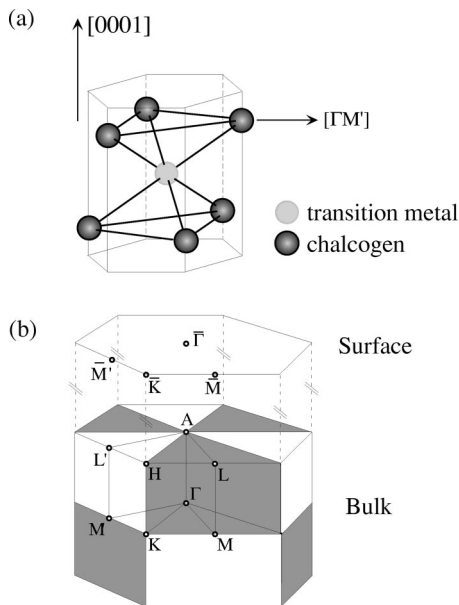 (a)
[0001]
[ΓM']
transition metal
chalcogen
(b)
Γ̅
Surface
M̅'
K̅
M̅
A
L'
H
L
Γ
Bulk
M
K
M